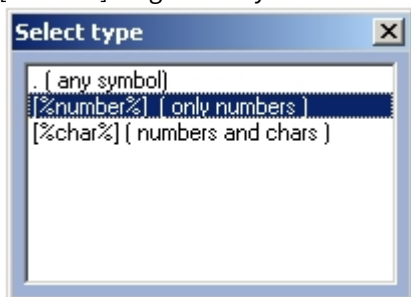 Select type
. ( any symbol)
[%number%] ( only numbers )
[%char%] ( numbers and chars )